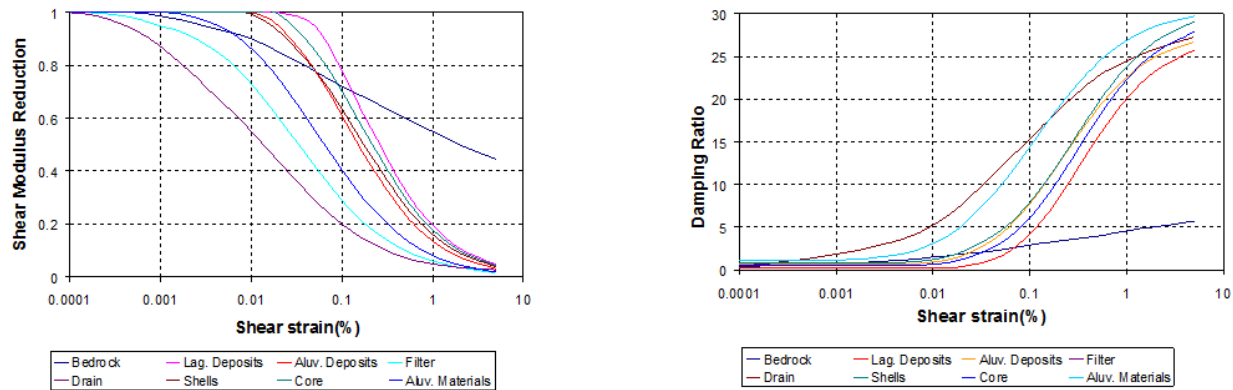 Shear Modulus Reduction
1
0.8
0.6
0.4
0.2
0
0.0001 0.001 0.01 0.1 1 10
Shear strain(%)
Bedrock Lag. Deposits Aluv. Deposits Filter
Drain Shells Core Aluv. Materials
Damping Ratio
30
25
20
15
10
5
0
0.0001 0.001 0.01 0.1 1 10
Shear strain(%)
Bedrock Lag. Deposits Aluv. Deposits Filter
Drain Shells Core Aluv. Materials